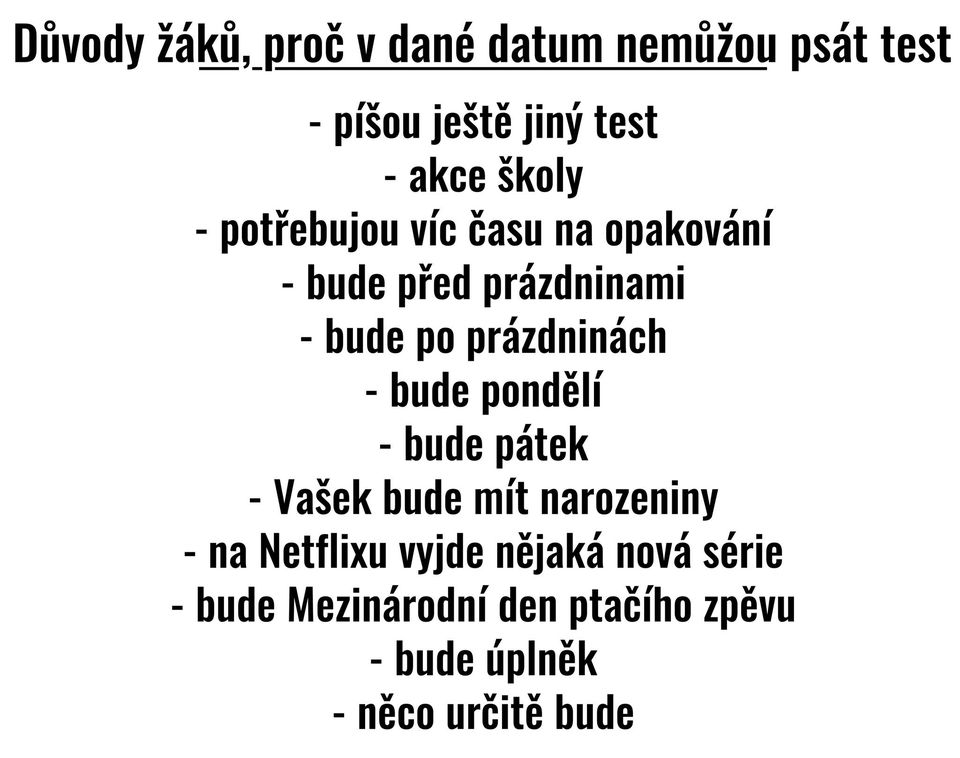 Důvody žáků, proč v dané datum nemůžou psát test
- píšou ještě jiný test
- akce školy
- potřebujou víc času na opakování
- bude před prázdninami
- bude po prázdninách
- bude pondělí
- bude pátek
- Vašek bude mít narozeniny
- na Netflixu vyjde nějaká nová série
- bude Mezinárodní den ptačího zpěvu
- bude úplněk
- něco určitě bude